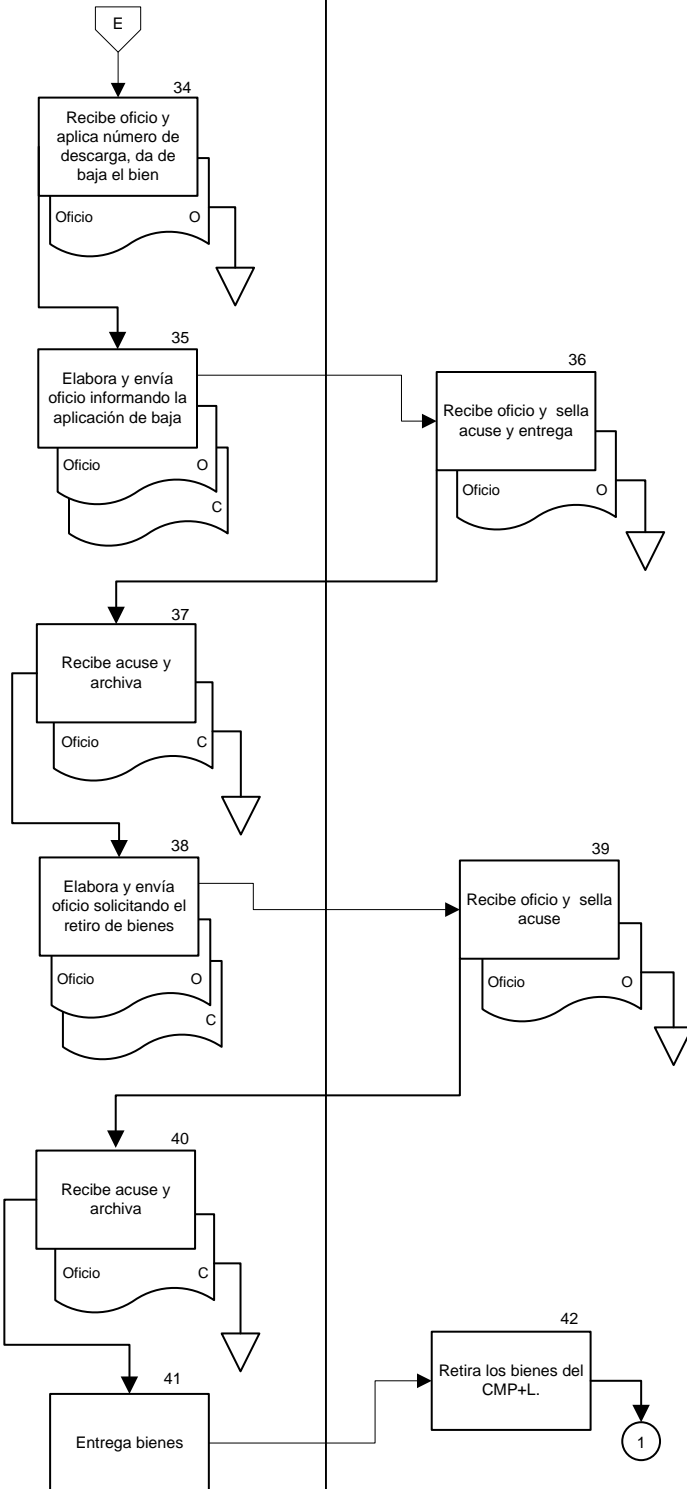 E
34
Recibe oficio y
aplica número de
descarga, da de
baja el bien
Oficio O
35
Elabora y envía
oficio informando la
aplicación de baja
Oficio O
C
36
Recibe oficio y sella
acuse y entrega
Oficio O
37
Recibe acuse y
archiva
Oficio C
38
Elabora y envía
oficio solicitando el
retiro de bienes
Oficio O
C
39
Recibe oficio y sella
acuse
Oficio O
40
Recibe acuse y
archiva
Oficio C
41
Entrega bienes
42
Retira los bienes del
CMP+L.
1